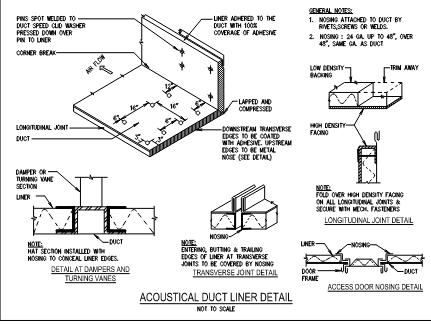 PINS SPOT WELDED TO
DUCT SPEED CLID WASHER
PRESSED DOWN OVER
PIN TO LINER
CORNER BREAK
AIR FLOW
LINER ADHERED TO THE
DUCT WITH 100%
COVERAGE OF ADHESIVE
LONGITUDINAL JOINT
DUCT
12"
16"
6"
16"
LAPPED AND
COMPRESSED
DOWNSTREAM TRANSVERSE
EDGES TO BE COATED
WITH ADHESIVE. UPSTREAM
EDGES TO BE METAL
NOSE (SEE DETAIL)
GENERAL NOTES:
1. NOSING ATTACHED TO DUCT BY
RIVETS,SCREWS OR WELDS.
2. NOSING : 24 GA. UP TO 48", OVER
48", SAME GA. AS DUCT
LOW DENSITY
BACKING
TRIM AWAY
HIGH DENSITY
FACING
NOTE:
FOLD OVER HIGH DENSITY FACING
ON ALL LONGITUDINAL JOINTS &
SECURE WITH MECH. FASTENERS
LONGITUDINAL JOINT DETAIL
DAMPER OR
TURNING VANE
SECTION
LINER
DUCT
NOTE:
HAT SECTION INSTALLED WITH
NOSING TO CONCEAL LINER EDGES.
DETAIL AT DAMPERS AND
TURNING VANES
NOSING
NOTE:
ENTERING, BUTTING & TRAILING
EDGES OF LINER AT TRANSVERSE
JOINTS TO BE COVERED BY NOSING
TRANSVERSE JOINT DETAIL
LINER
NOSING
DOOR
FRAME
DUCT
ACCESS DOOR NOSING DETAIL
ACOUSTICAL DUCT LINER DETAIL
NOT TO SCALE